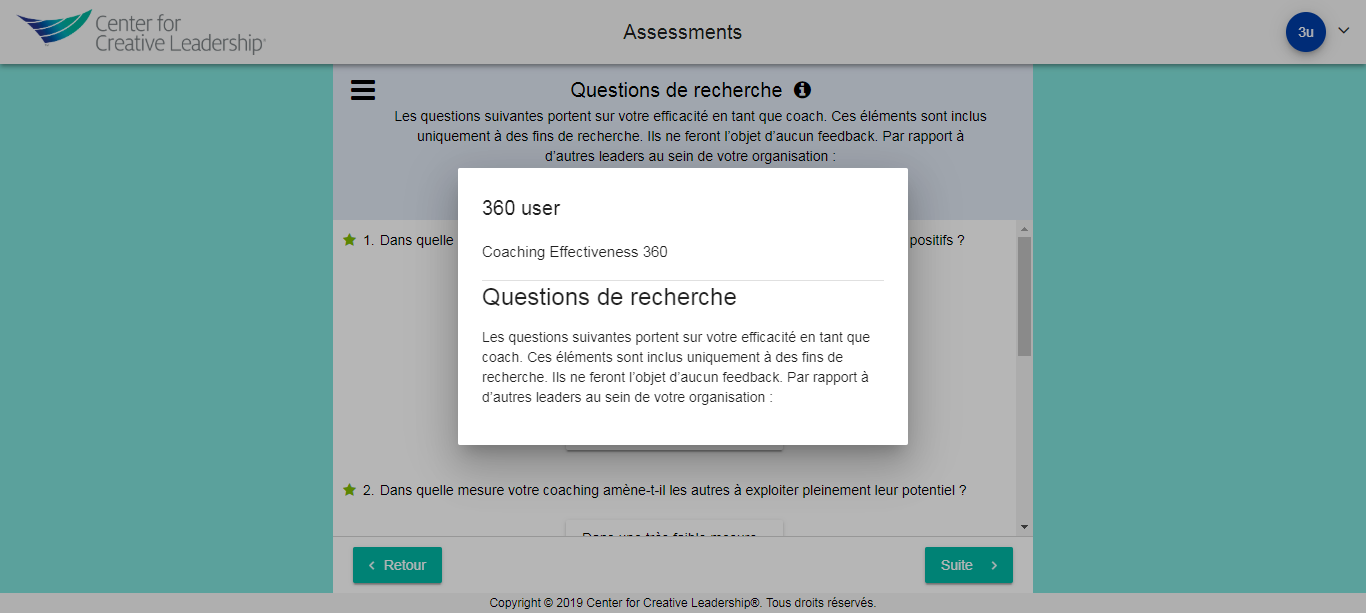 Center for
Creative Leadership®
Assessments
3u
Questions de recherche
Les questions suivantes portent sur votre efficacité en tant que coach. Ces éléments sont inclus
uniquement à des fins de recherche. Ils ne feront l’objet d’aucun feedback. Par rapport à
d’autres leaders au sein de votre organisation :
360 user
Coaching Effectiveness 360
Questions de recherche
Les questions suivantes portent sur votre efficacité en tant que
coach. Ces éléments sont inclus uniquement à des fins de
recherche. Ils ne feront l’objet d’aucun feedback. Par rapport à
d’autres leaders au sein de votre organisation :
1. Dans quelle positifs ?
2. Dans quelle mesure votre coaching amène-t-il les autres à exploiter pleinement leur potentiel ?
Dans une très faible mesure
Retour
Suite
Copyright © 2019 Center for Creative Leadership®. Tous droits réservés.